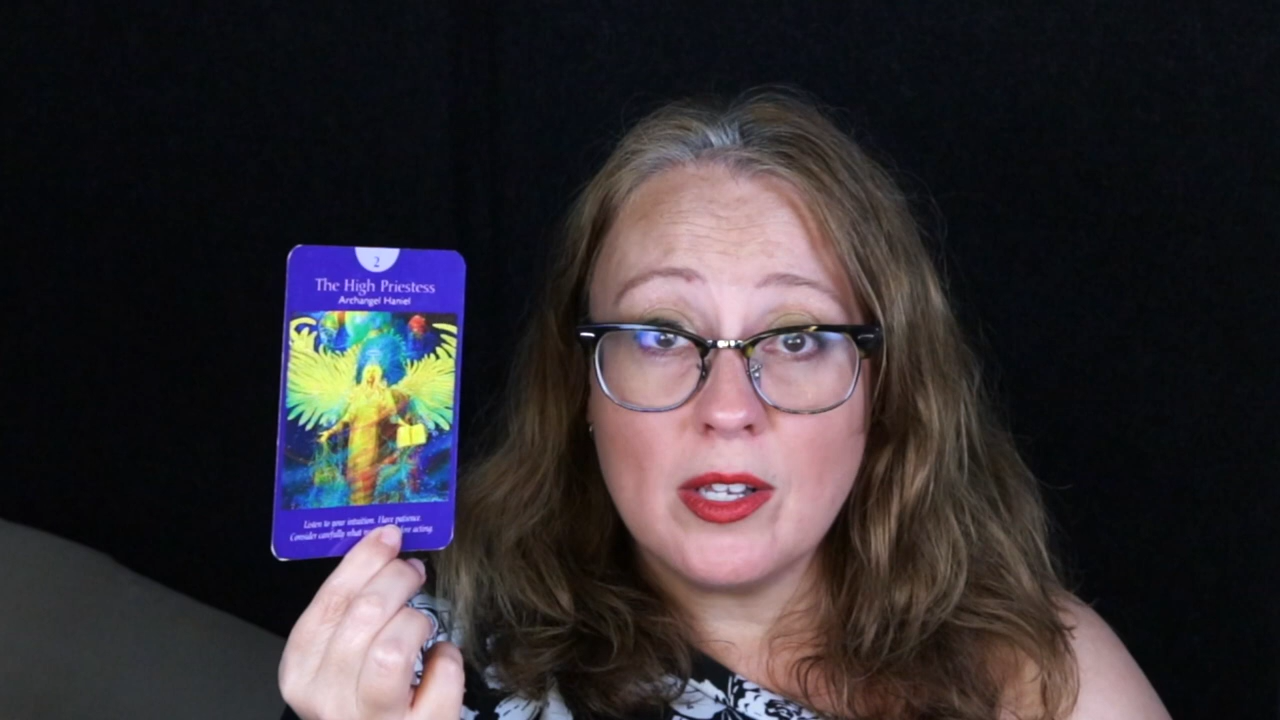 2
The High Priestess
Archangel Haniel
Listen to your intuition. Have patience.
Consider carefully what before acting.